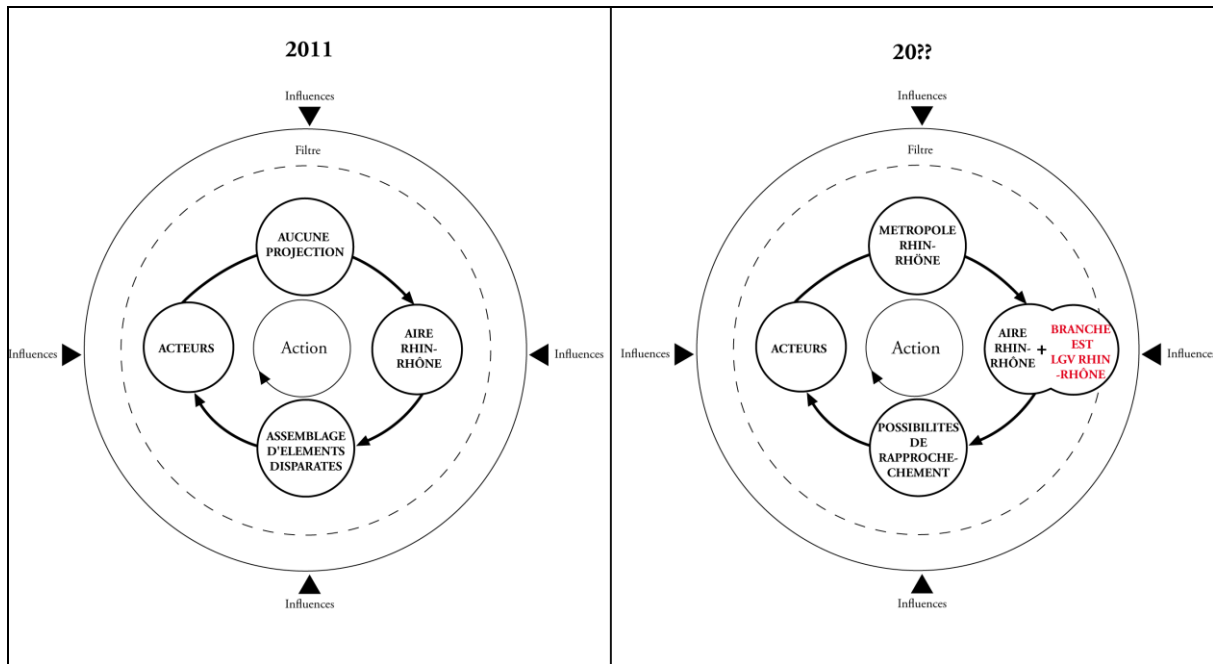 2011
Influences
Filtre
AUCUNE
PROJECTION
Influences
ACTEURS
Action
AIRE
RHIN-
RHÔNE
Influences
ASSEMBLAGE
D'ELEMENTS
DISPARATES
Influences
20??
Influences
Filtre
METROPOLE
RHIN-
RHÔNE
Influences
ACTEURS
Action
AIRE
RHIN-
RHÔNE
+
BRANCHE
EST
LGV RHIN
-RHÔNE
Influences
POSSIBILITES
DE
RAPPROCHE-
CHEMENT
Influences